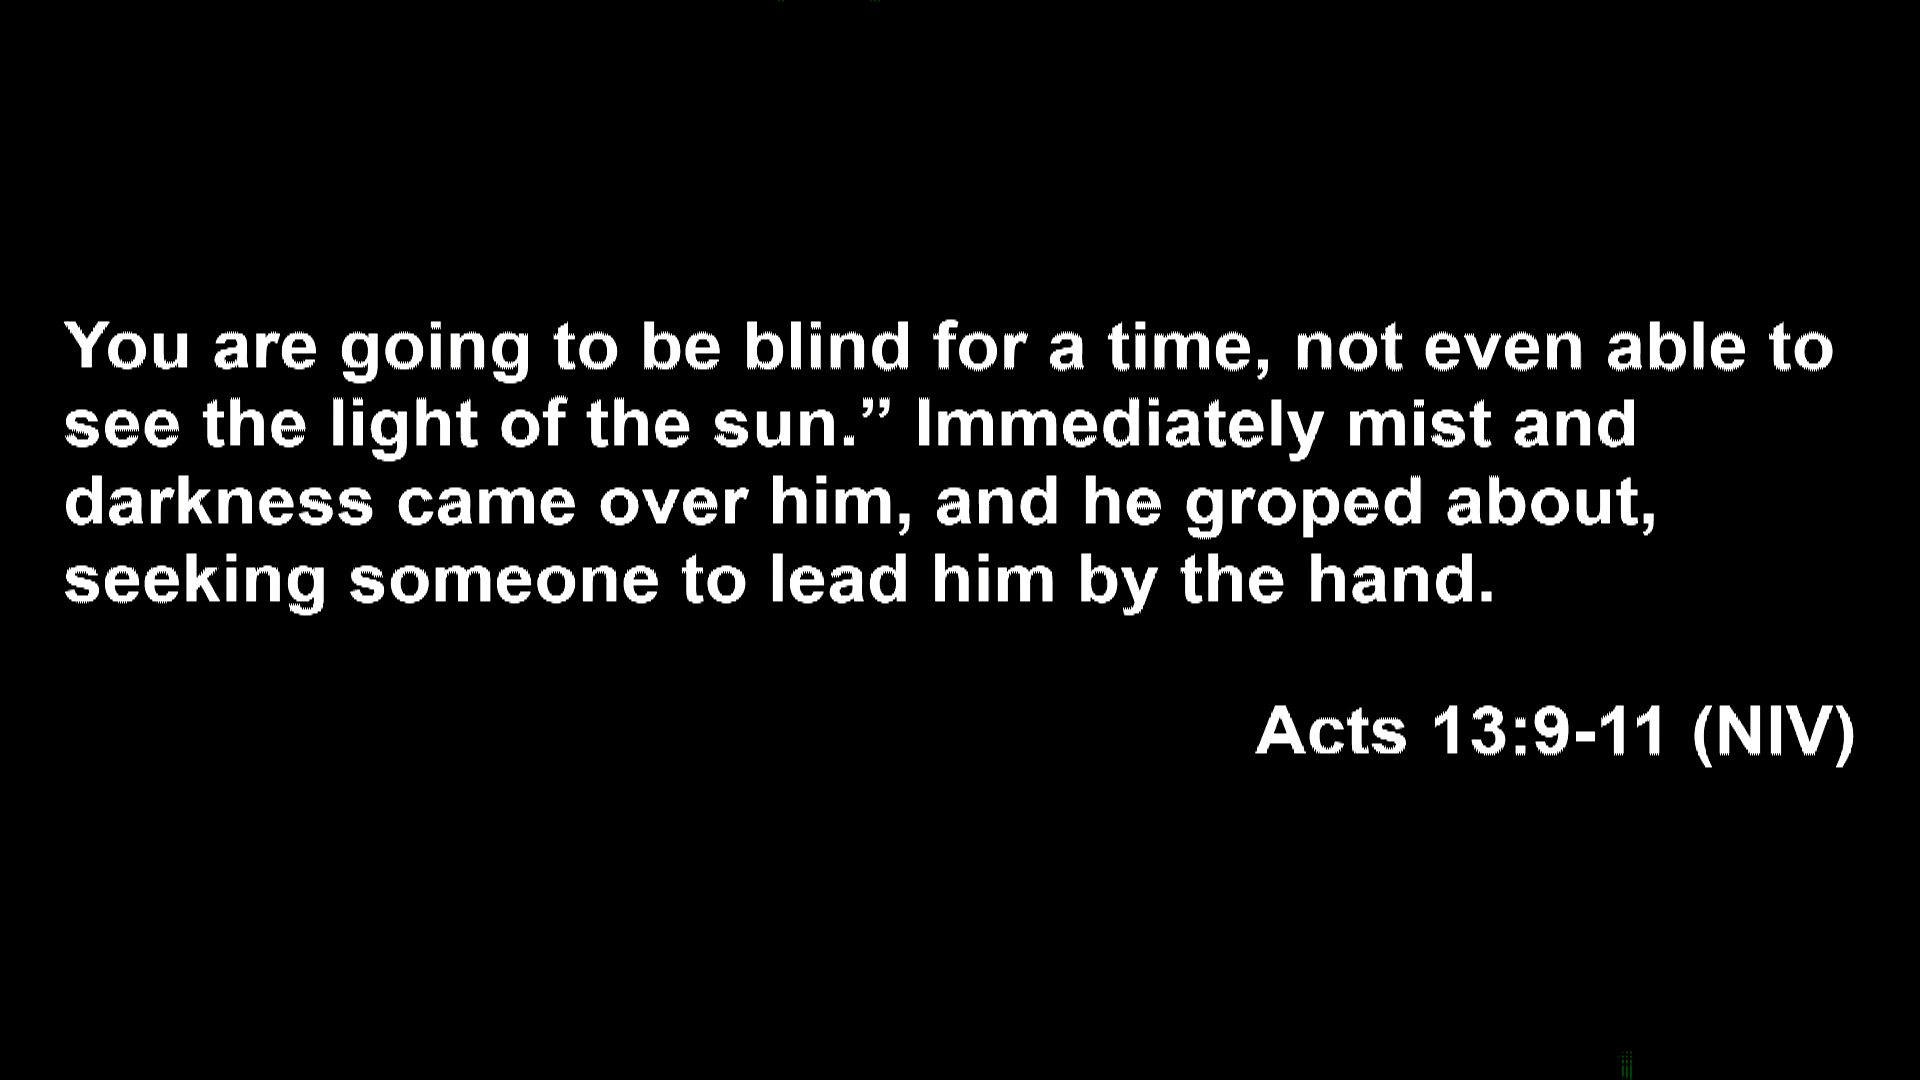 You are going to be blind for a time, not even able to
see the light of the sun.” Immediately mist and
darkness came over him, and he groped about,
seeking someone to lead him by the hand.
Acts 13:9-11 (NIV)